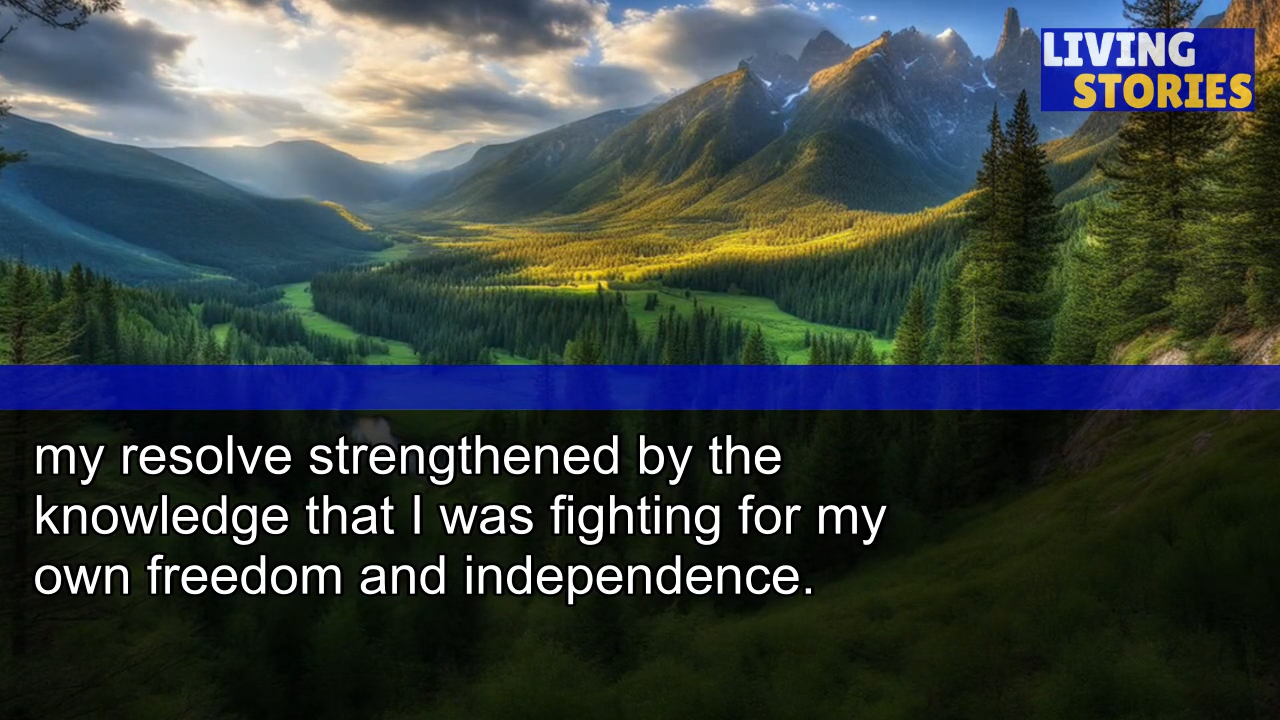 LIVING
STORIES
my resolve strengthened by the
knowledge that I was fighting for my
own freedom and independence.